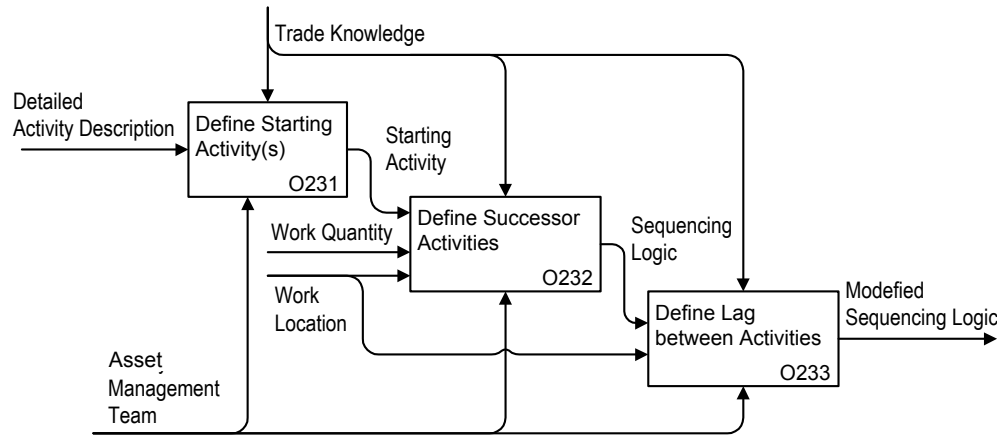 Trade Knowledge
Detailed
Activity Description
Define Starting
Activity(s)
O231
Starting
Activity
Work Quantity
Define Successor
Activities
O232
Sequencing
Logic
Work
Location
Define Lag
between Activities
O233
Modefied
Sequencing Logic
Asset
Management
Team